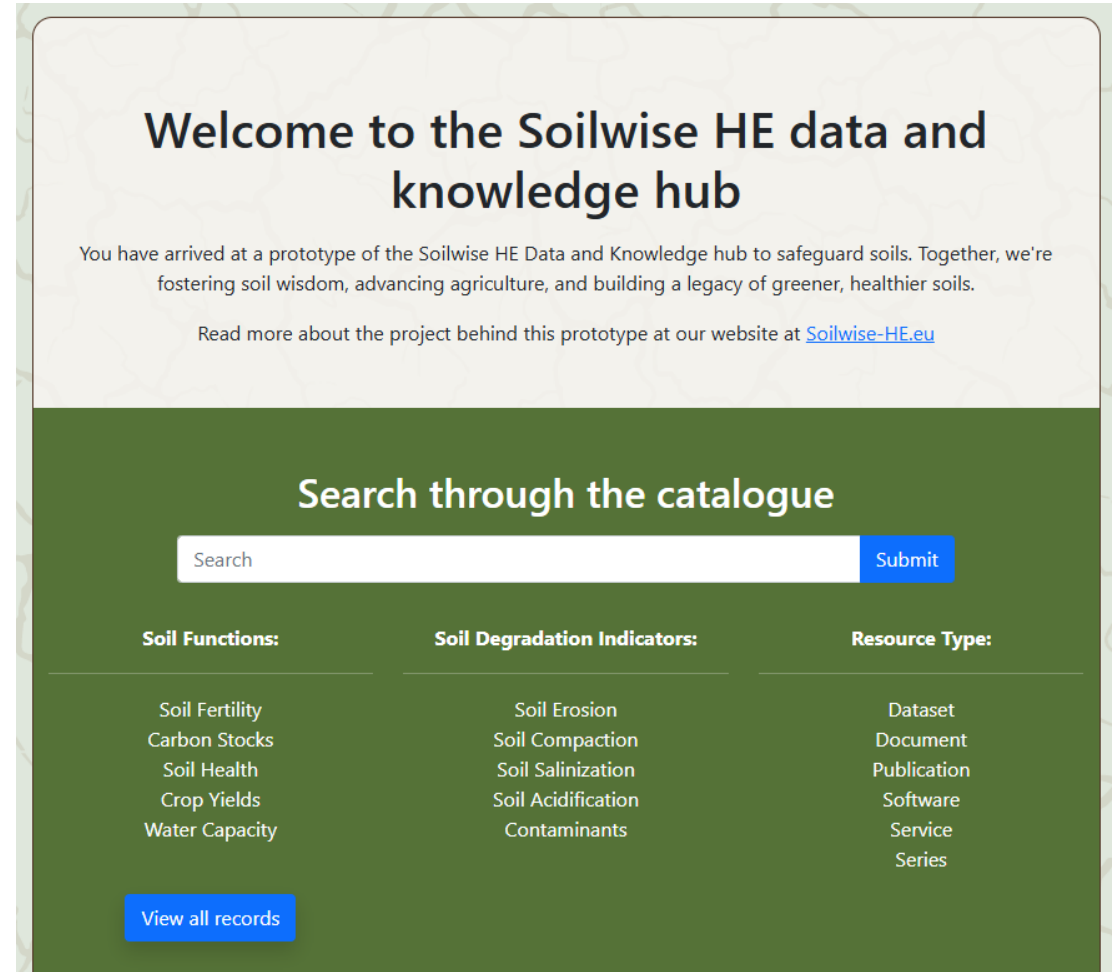 Welcome to the Soilwise HE data and
knowledge hub
You have arrived at a prototype of the Soilwise HE Data and Knowledge hub to safeguard soils. Together, we're
fostering soil wisdom, advancing agriculture, and building a legacy of greener, healthier soils.
Read more about the project behind this prototype at our website at Soilwise-HE.eu
Search through the catalogue
Search
Submit
Soil Functions:
Soil Fertility
Carbon Stocks
Soil Health
Crop Yields
Water Capacity
Soil Degradation Indicators:
Soil Erosion
Soil Compaction
Soil Salinization
Soil Acidification
Contaminants
Resource Type:
Dataset
Document
Publication
Software
Service
Series
View all records